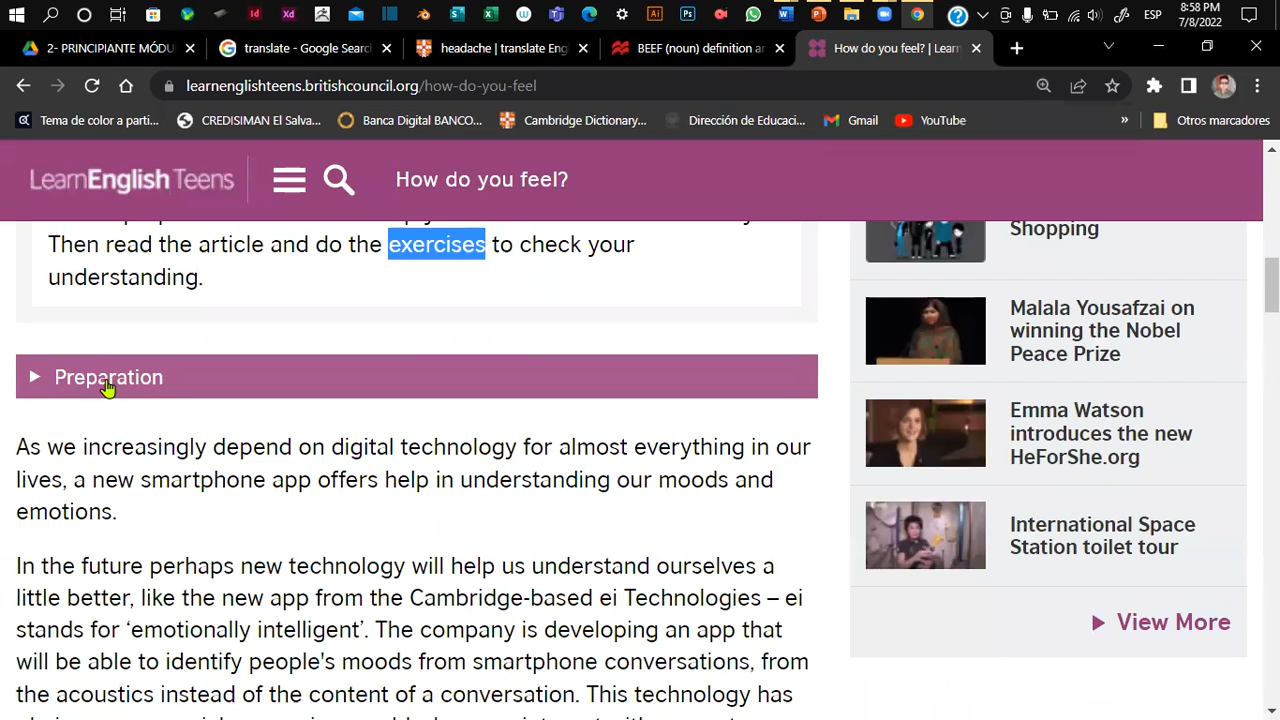 ESP
8:58 PM
7/8/2022
2- PRINCIPIANTE MÓDU
translate - Google Searc
headache | translate Eng
BEEF (noun) definition an
How do you feel? | Learn
learnenglishteens.britishcouncil.org/how-do-you-feel
Tema de color a parti...
CREDISIMAN El Salva...
Banca Digital BANCO...
Cambridge Dictionary...
Dirección de Educaci...
Gmail
YouTube
»
Otros marcadores
LearnEnglish Teens
How do you feel?
Then read the article and do the exercises to check your
understanding.
Preparation
As we increasingly depend on digital technology for almost everything in our
lives, a new smartphone app offers help in understanding our moods and
emotions.
In the future perhaps new technology will help us understand ourselves a
little better, like the new app from the Cambridge-based ei Technologies – ei
stands for ‘emotionally intelligent’. The company is developing an app that
will be able to identify people's moods from smartphone conversations, from
the acoustics instead of the content of a conversation. This technology has
Shopping
Malala Yousafzai on
winning the Nobel
Peace Prize
Emma Watson
introduces the new
HeForShe.org
International Space
Station toilet tour
View More